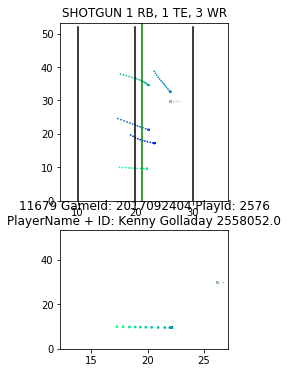 SHOTGUN 1 RB, 1 TE, 3 WR
50
40
30
20
10
0
10 20 30
11679 GameId: 2017092404 PlayId: 2576
PlayerName + ID: Kenny Golladay 2558052.0
40
20
0
15 20 25